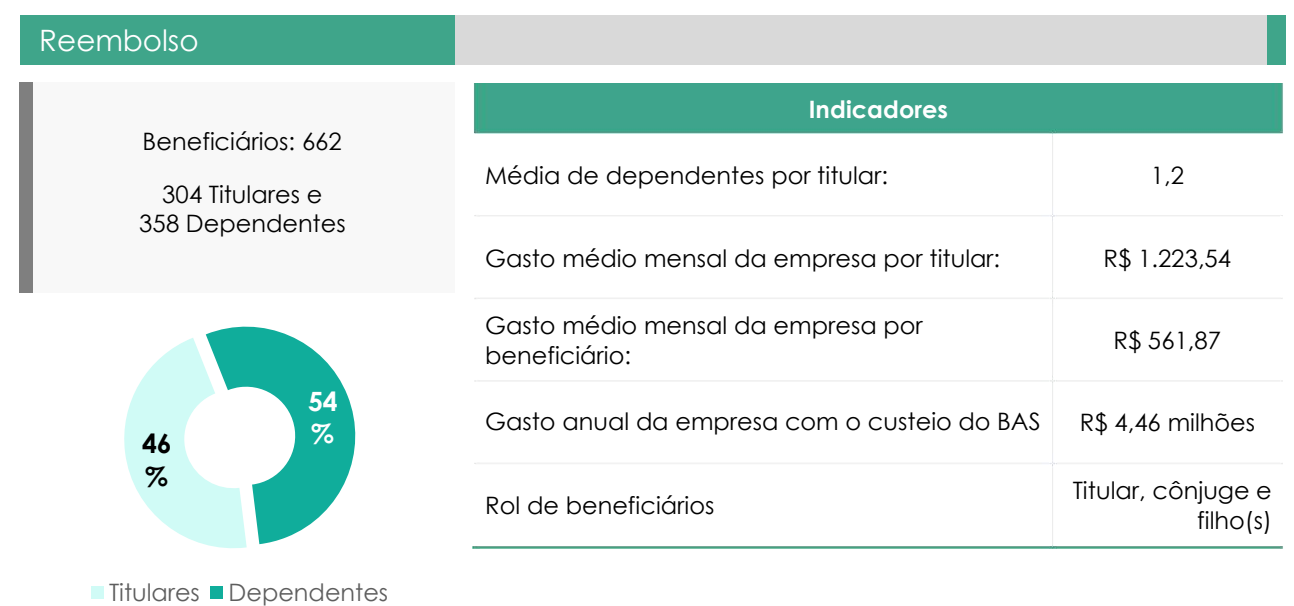 Reembolso
Beneficiários: 662
304 Titulares e
358 Dependentes
54
%
46
%
Titulares Dependentes
Indicadores
Média de dependentes por titular: 1,2
Gasto médio mensal da empresa por titular: R$ 1.223,54
Gasto médio mensal da empresa por
beneficiário: R$ 561,87
Gasto anual da empresa com o custeio do BAS R$ 4,46 milhões
Rol de beneficiários Titular, cônjuge e
filho(s)